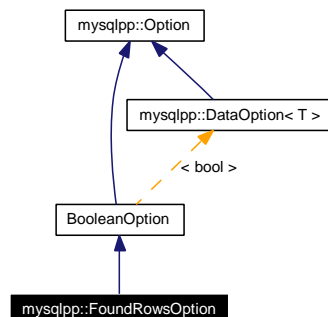 mysqlpp::Option
mysqlpp::DataOption< T >
< bool >
BooleanOption
mysqlpp::FoundRowsOption